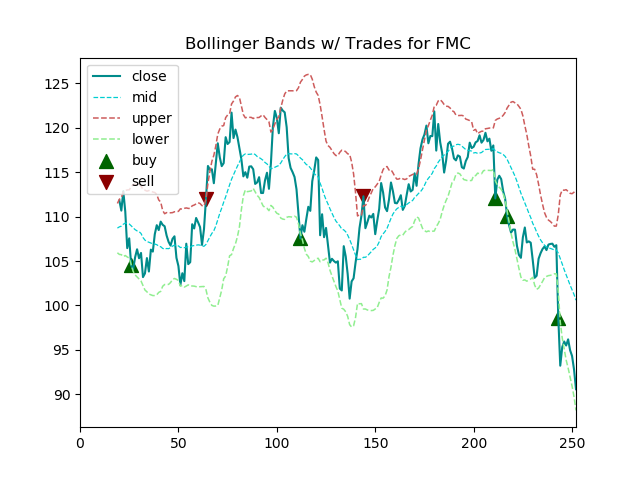 Bollinger Bands w/ Trades for FMC
close
mid
upper
lower
buy
sell
125
120
115
110
105
100
95
90
0 50 100 150 200 250